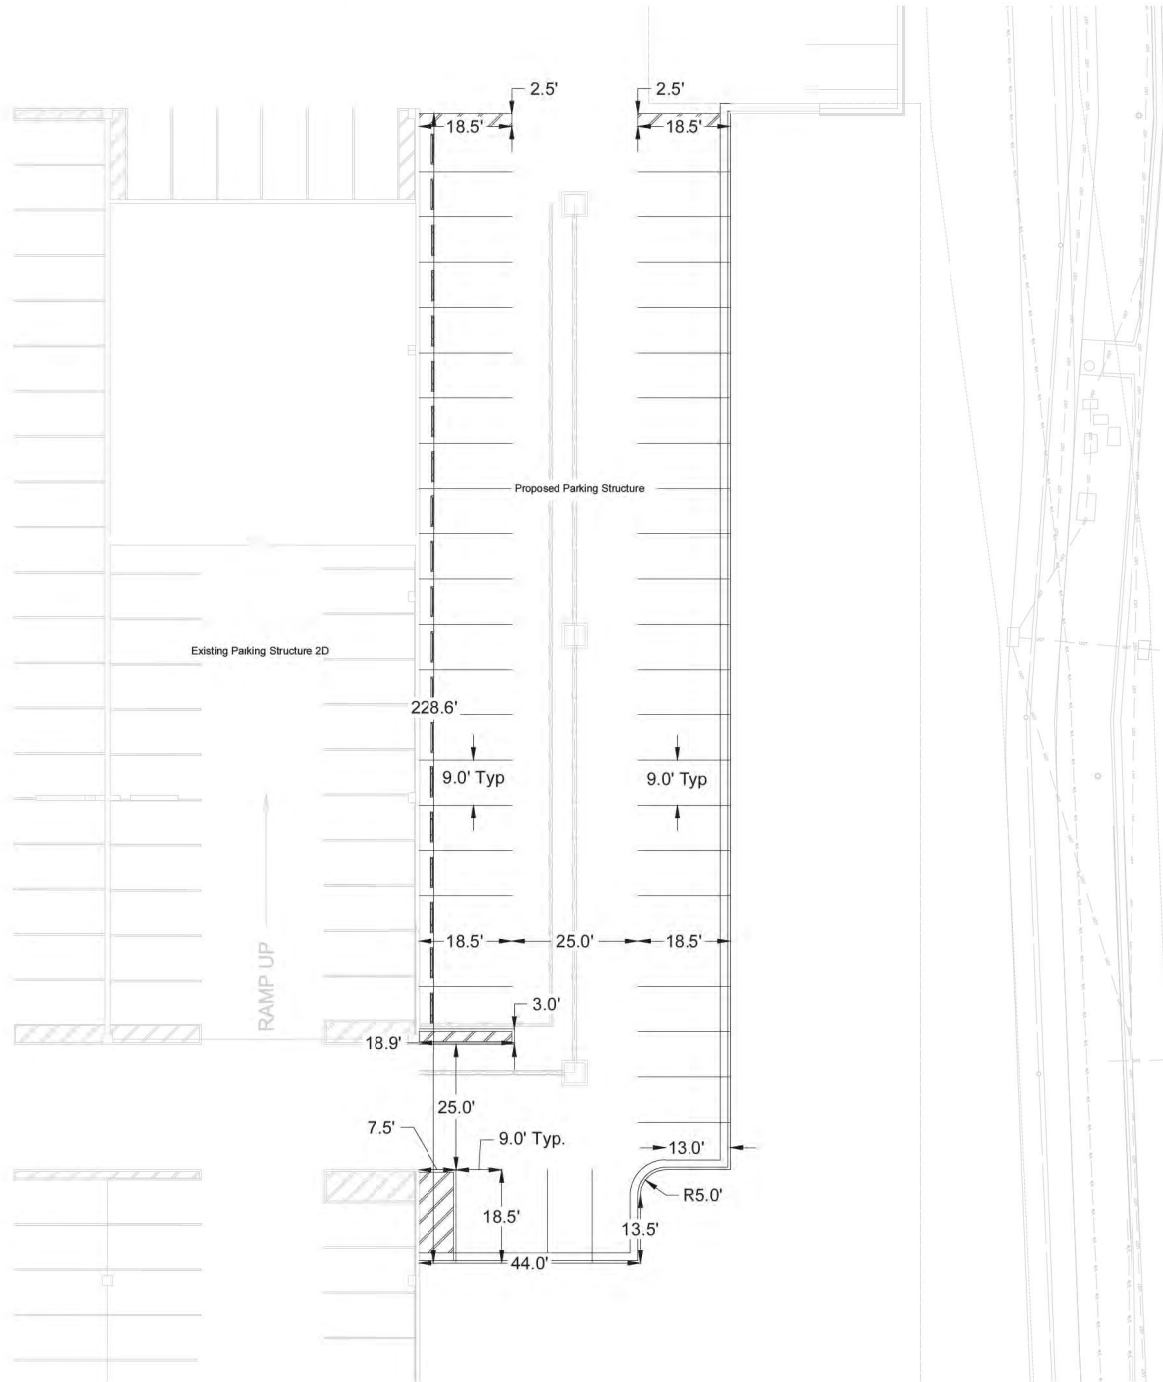 2.5'
2.5'
18.5'
18.5'
Proposed Parking Structure
Existing Parking Structure 2D
228.6'
9.0' Typ
9.0' Typ
RAMP UP
18.5'
25.0'
18.5'
3.0'
18.9'
25.0'
7.5'
9.0' Typ.
13.0'
R5.0'
18.5'
13.5'
44.0'